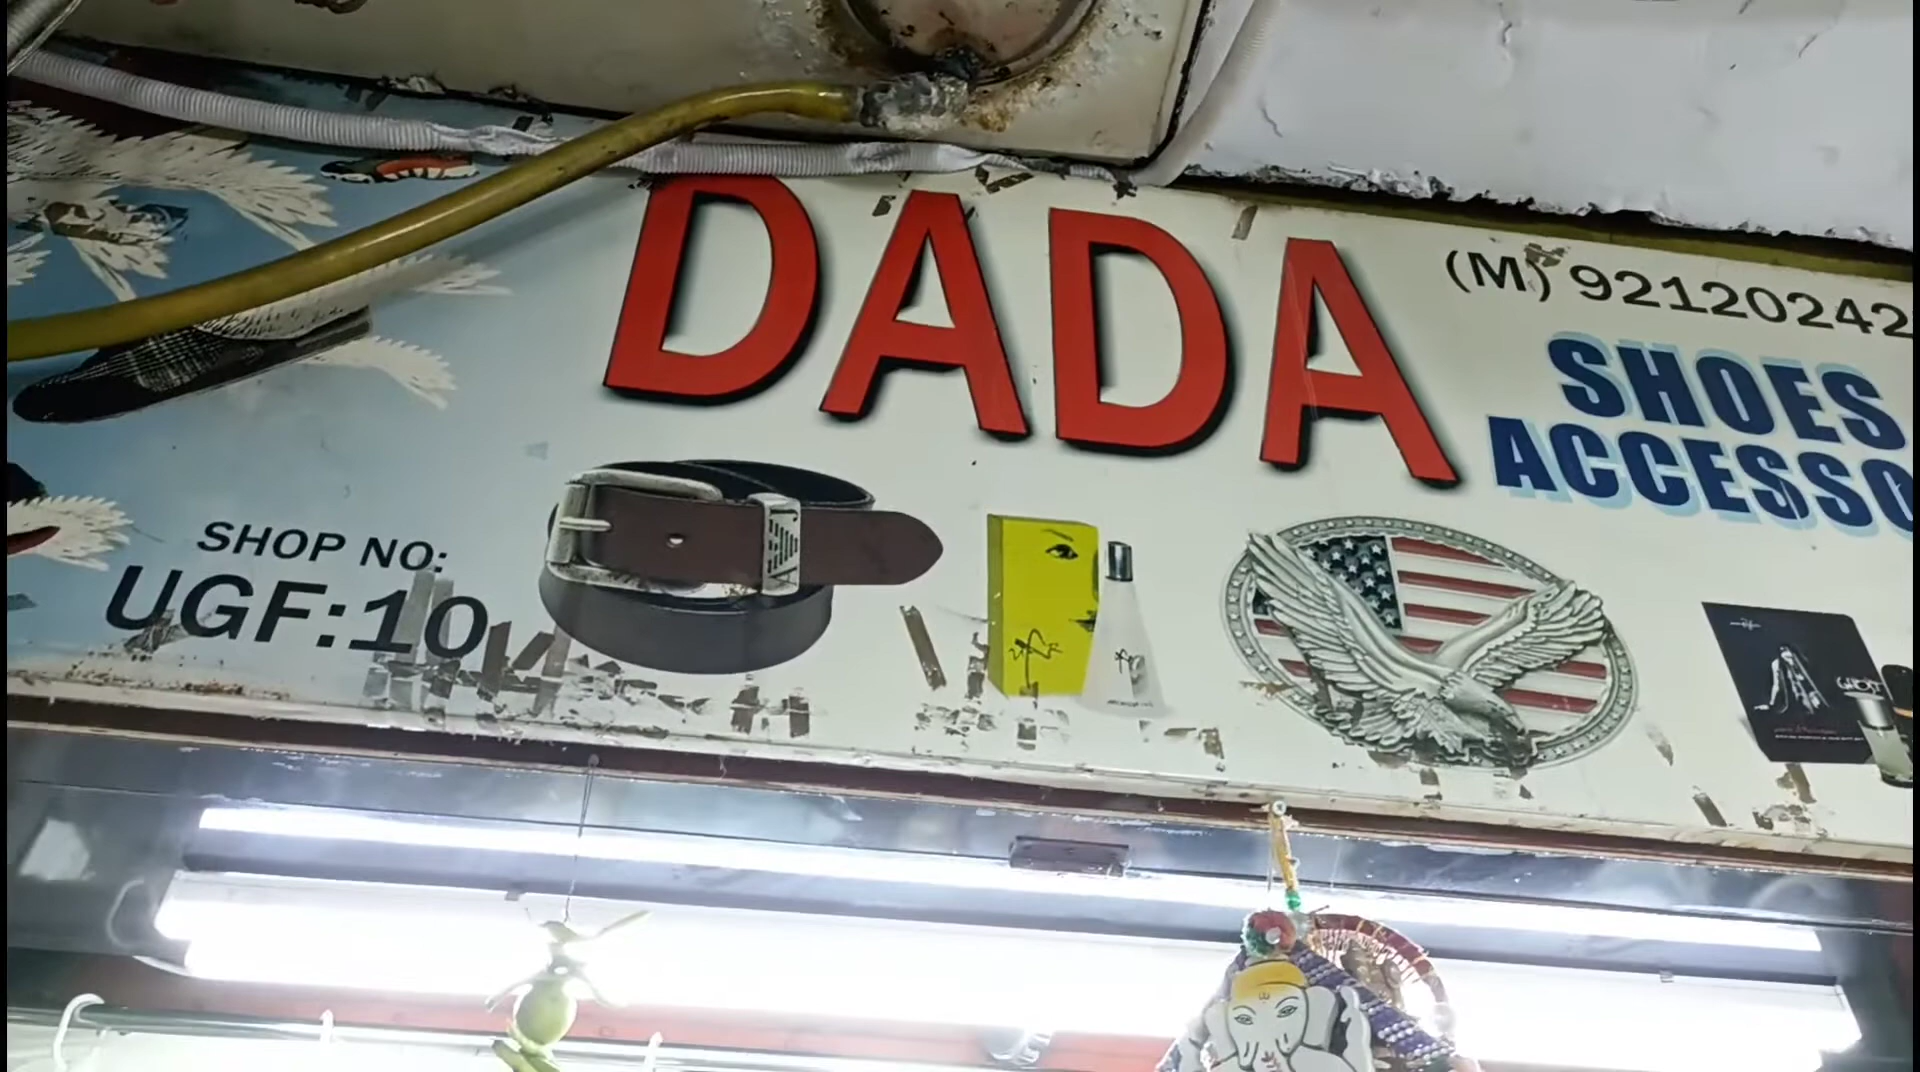 DADA
(M) 92120242
SHOES
ACCESSO
SHOP NO:
UGF:10